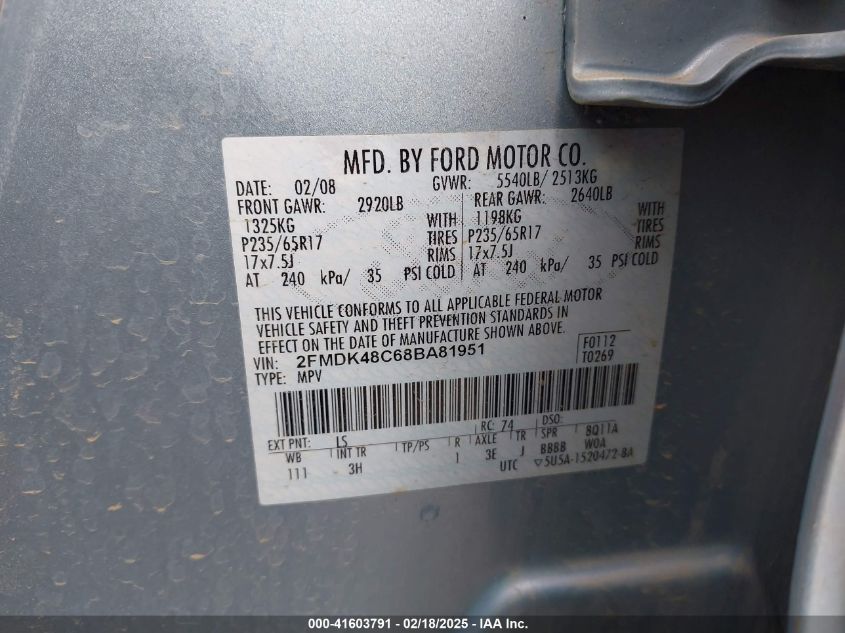 MFD. BY FORD MOTOR CO.
DATE: 02/08 GVWR: 5540LB/ 2513KG
FRONT GAWR: 2920LB REAR GAWR: 2640LB
1325KG WITH 1198KG WITH
P235/65R17 TIRES P235/65R17 TIRES
17x7.5J RIMS 17x7.5J RIMS
AT 240 kPa/ 35 PSI COLD AT 240 kPa/ 35 PSI COLD
THIS VEHICLE CONFORMS TO ALL APPLICABLE FEDERAL MOTOR
VEHICLE SAFETY AND THEFT PREVENTION STANDARDS IN
EFFECT ON THE DATE OF MANUFACTURE SHOWN ABOVE.
VIN: 2FMDK48C68BA81951 F0112
TYPE: MPV T0269
EXT PNT: LS RC: 74 DSO:
WB INT TR TP/PS R AXLE TR SPR 8Q11A
111 3H 1 3E J BBBB W0A
UTC ▽5U5A-1520472-BA
000-41603791 - 02/18/2025 - IAA Inc.